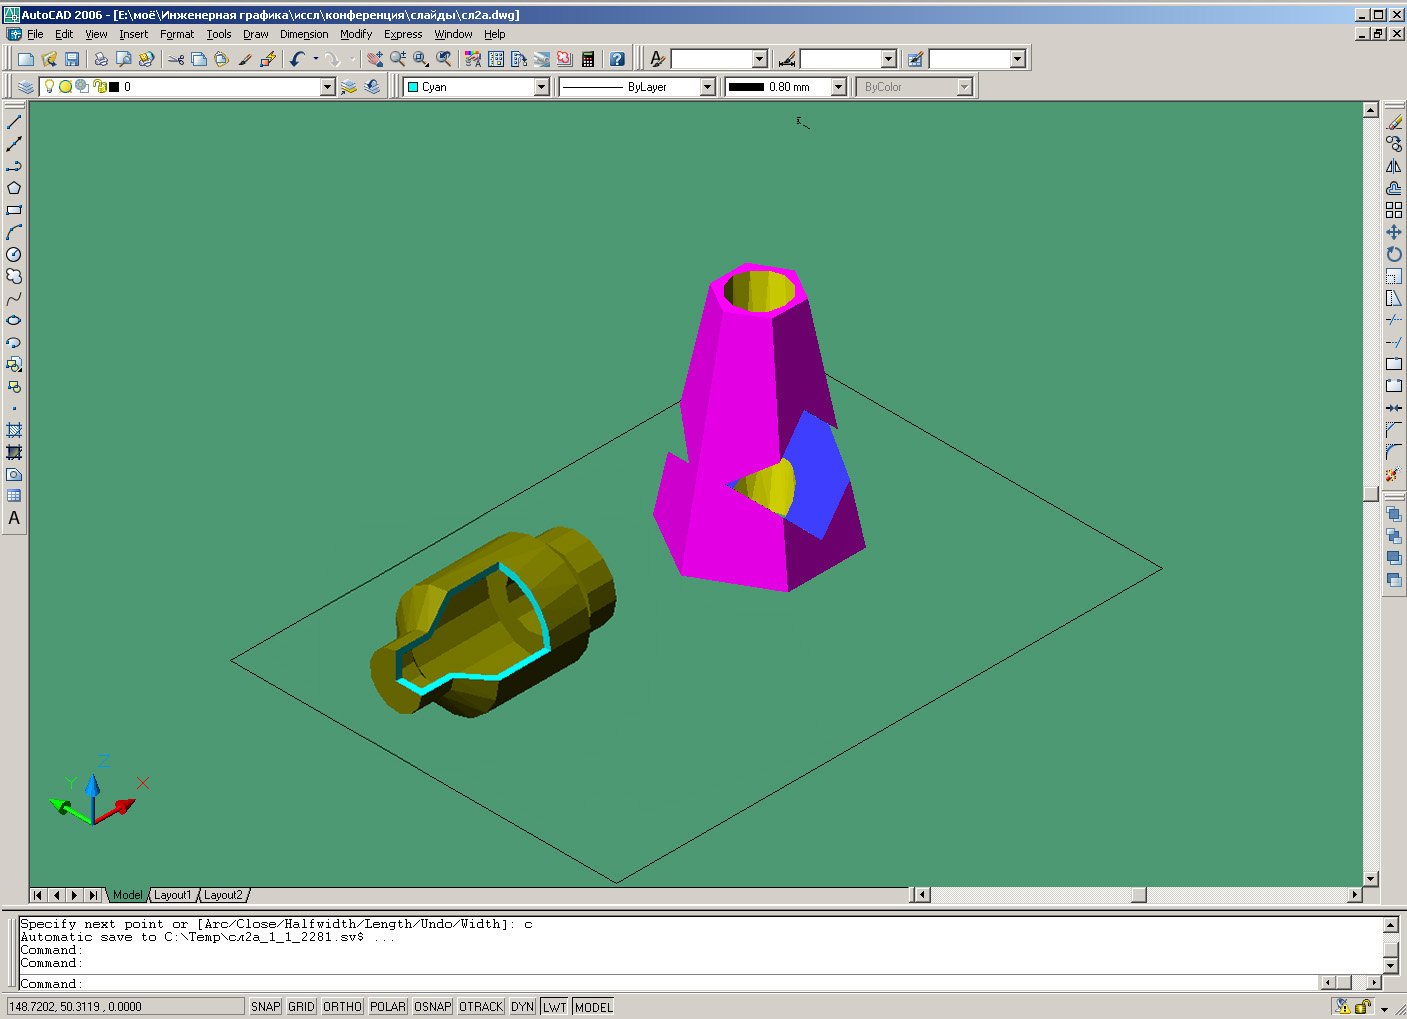 AutoCAD 2006 - [E:\моё\Инженерная графика\иссл\конференция\слайды\сл2а.dwg]
File Edit View Insert Format Tools Draw Dimension Modify Express Window Help
0 Cyan ByLayer 0.80 mm ByColor
A
Z
Y X
Model Layout1 Layout2
Specify next point or [Arc/Close/Halfwidth/Length/Undo/Width]: c
Automatic save to C:\Temp\сл2а_1_1_2281.sv$ ...
Command:
Command:
Command:
148.7202, 50.3119 , 0.0000 SNAP GRID ORTHO POLAR OSNAP OTRACK DYN LWT MODEL